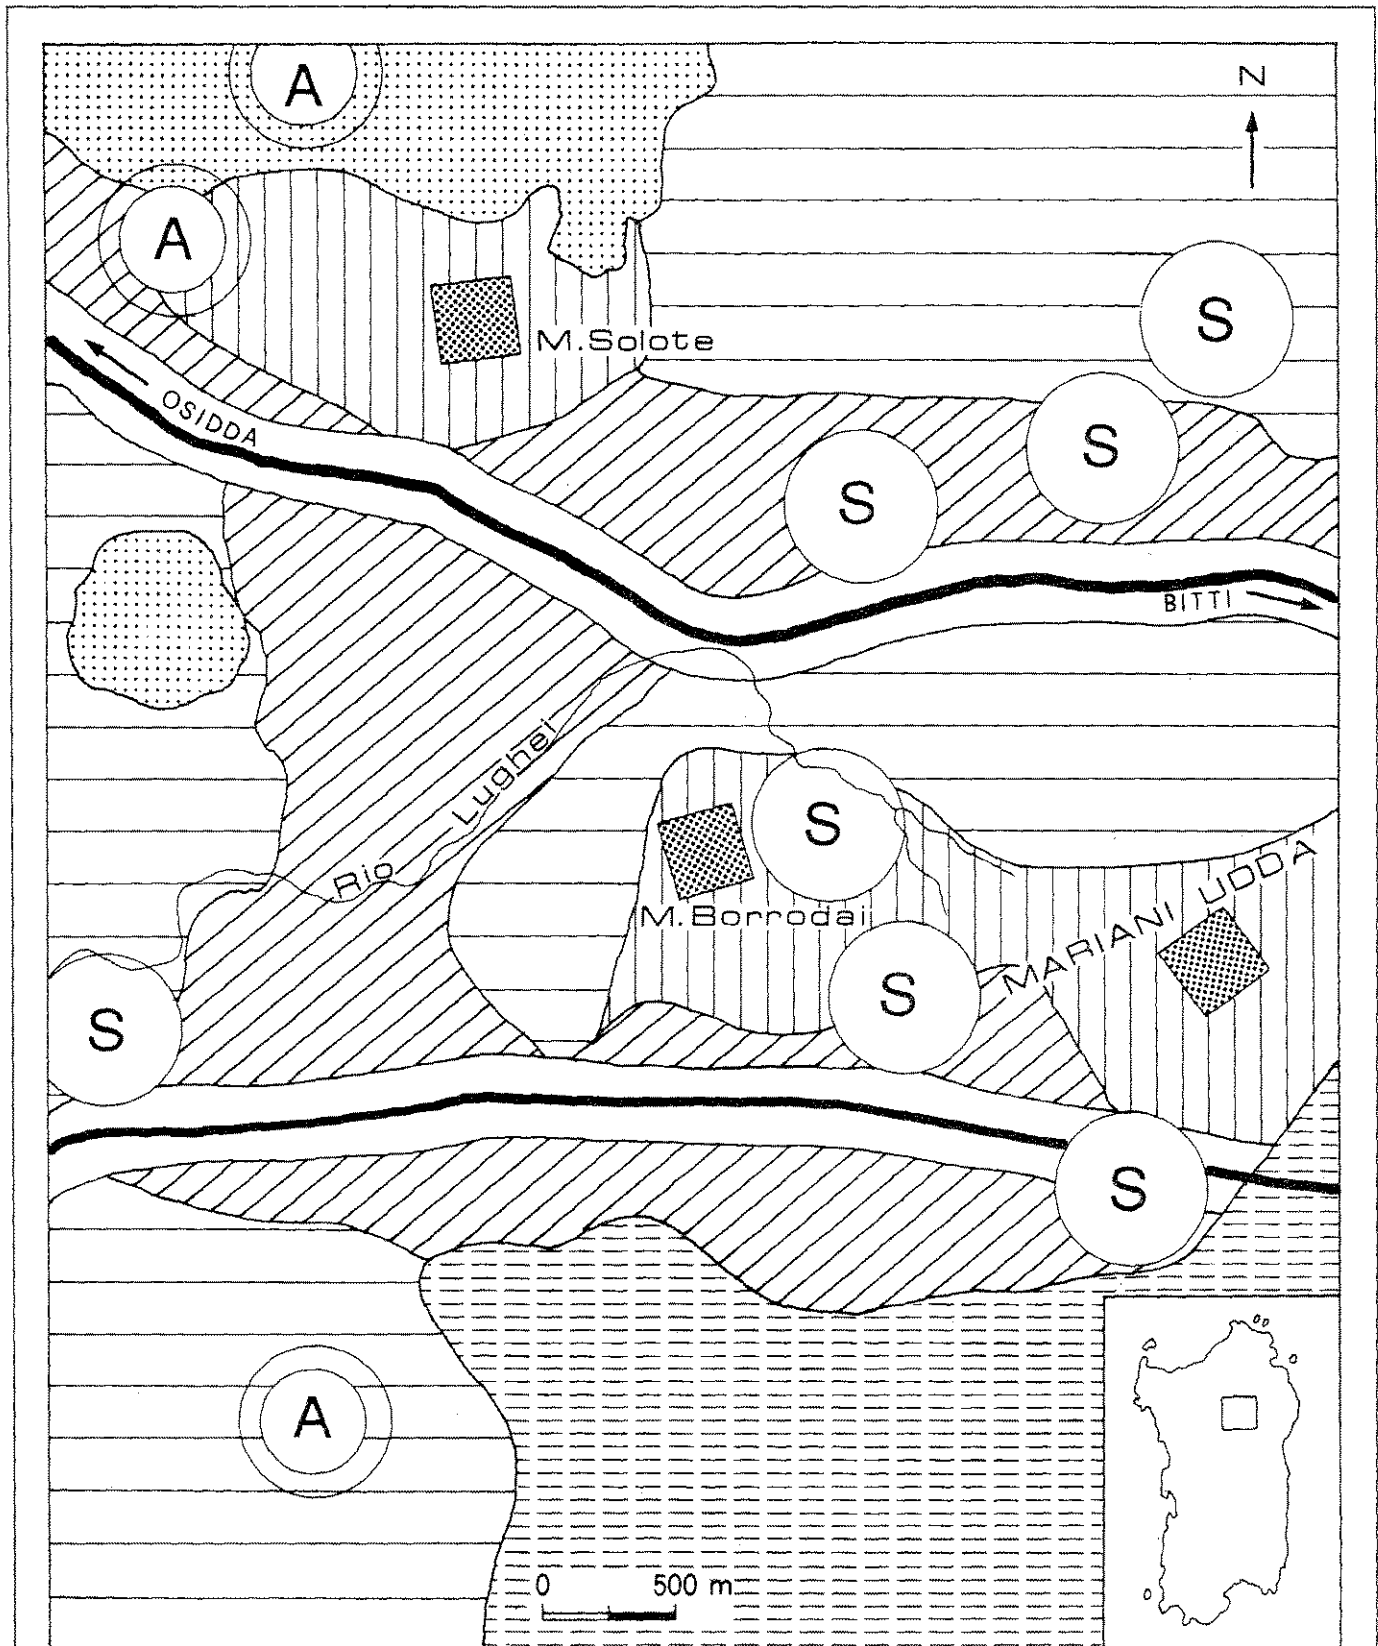 A
N
A
S
M.Solote
OSIDDA
S
S
BITTI
Rio Lughei
S
MARIANI UDDA
M.Borrodai
S
S
S
A
0 500 m